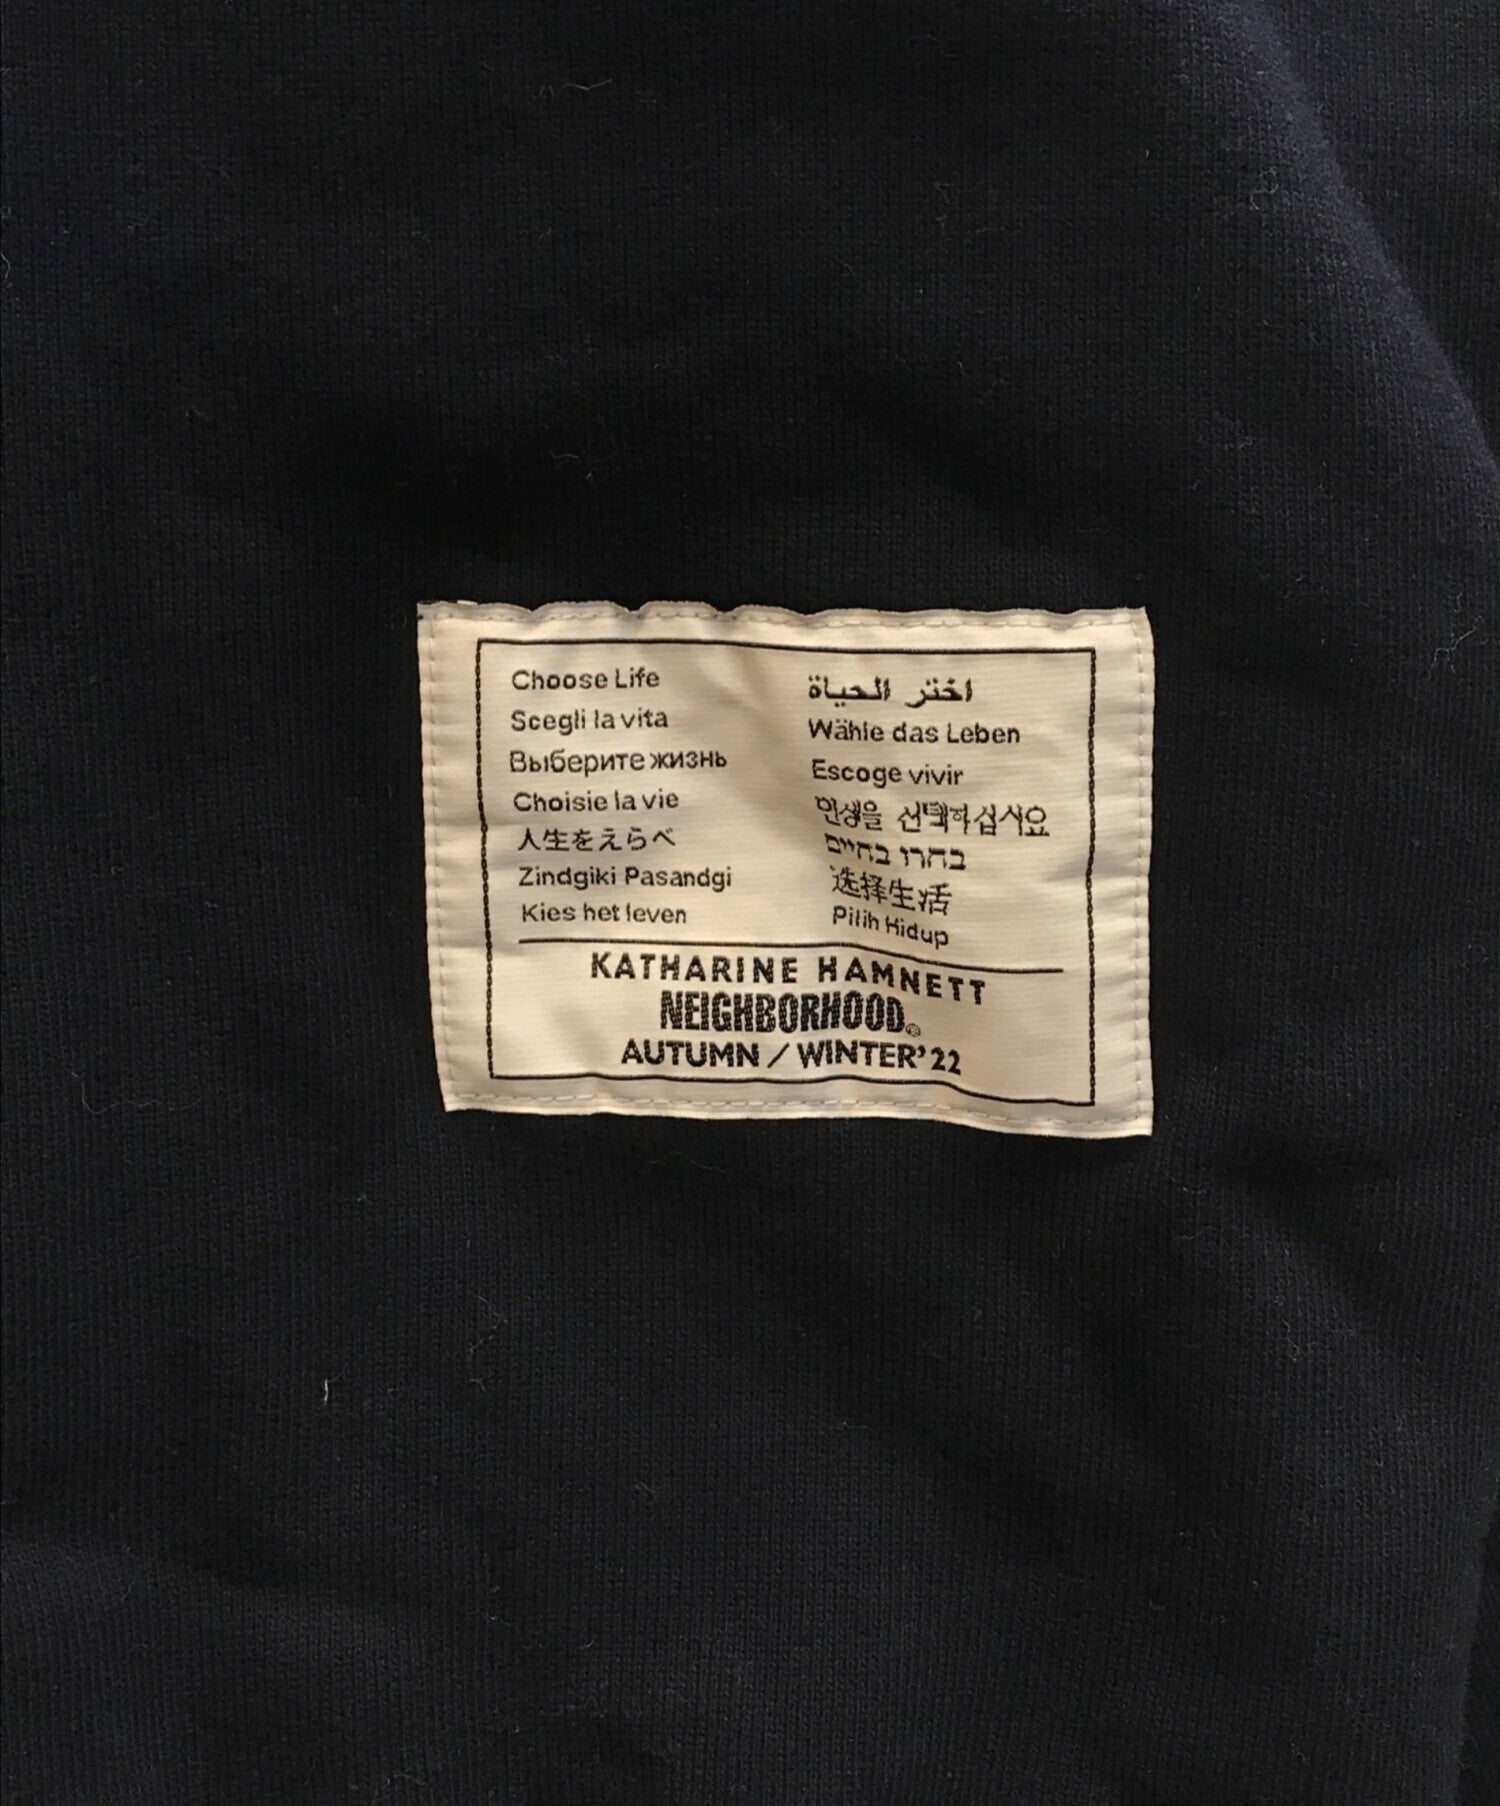 Choose Life
Scegli la vita
Выберите жизнь
Choisie la vie
人生をえらべ
Zindgiki Pasandgi
Kies het leven
اختر الحياة
Wähle das Leben
Escoge vivir
인생을 선택하십시요
בחרו בחיים
选择生活
Pilih Hidup
KATHARINE HAMNETT
NEIGHBORHOOD®
AUTUMN / WINTER'22